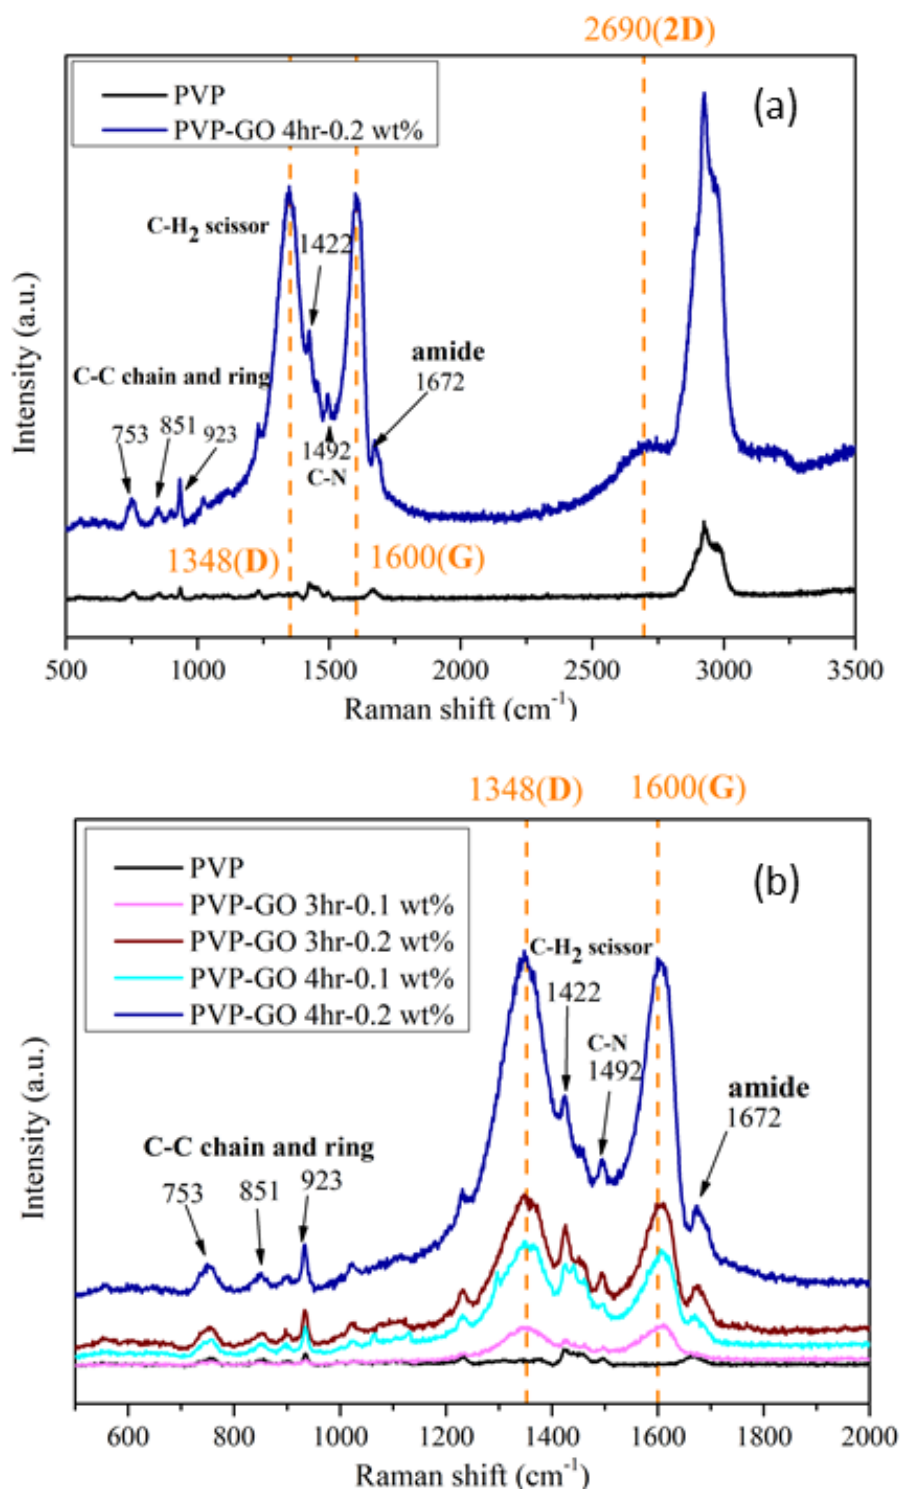 2690(2D)
PVP
PVP-GO 4hr-0.2 wt%
(a)
C-H2 scissor
1422
amide
1672
C-C chain and ring
753
851
923
1492
C-N
1348(D)
1600(G)
Intensity (a.u.)
500 1000 1500 2000 2500 3000 3500
Raman shift (cm-1)
1348(D) 1600(G)
PVP
PVP-GO 3hr-0.1 wt%
PVP-GO 3hr-0.2 wt%
PVP-GO 4hr-0.1 wt%
PVP-GO 4hr-0.2 wt%
(b)
C-H2 scissor
1422
C-N
1492
amide
1672
C-C chain and ring
753
851
923
Intensity (a.u.)
600 800 1000 1200 1400 1600 1800 2000
Raman shift (cm-1)